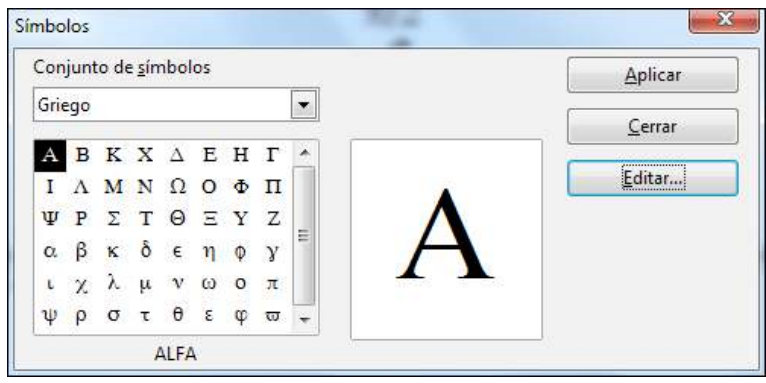 Símbolos
Conjunto de símbolos
Griego
Α Β Κ Χ Δ Ε Η Γ
Ι Λ Μ Ν Ω Ο Φ Π
Ψ Ρ Σ Τ Θ Ξ Υ Ζ
α β κ δ ϵ η ϕ γ
ι χ λ μ ν ω ο π
ψ ρ σ τ θ ε φ ϖ
ALFA
Α
Aplicar
Cerrar
Editar...